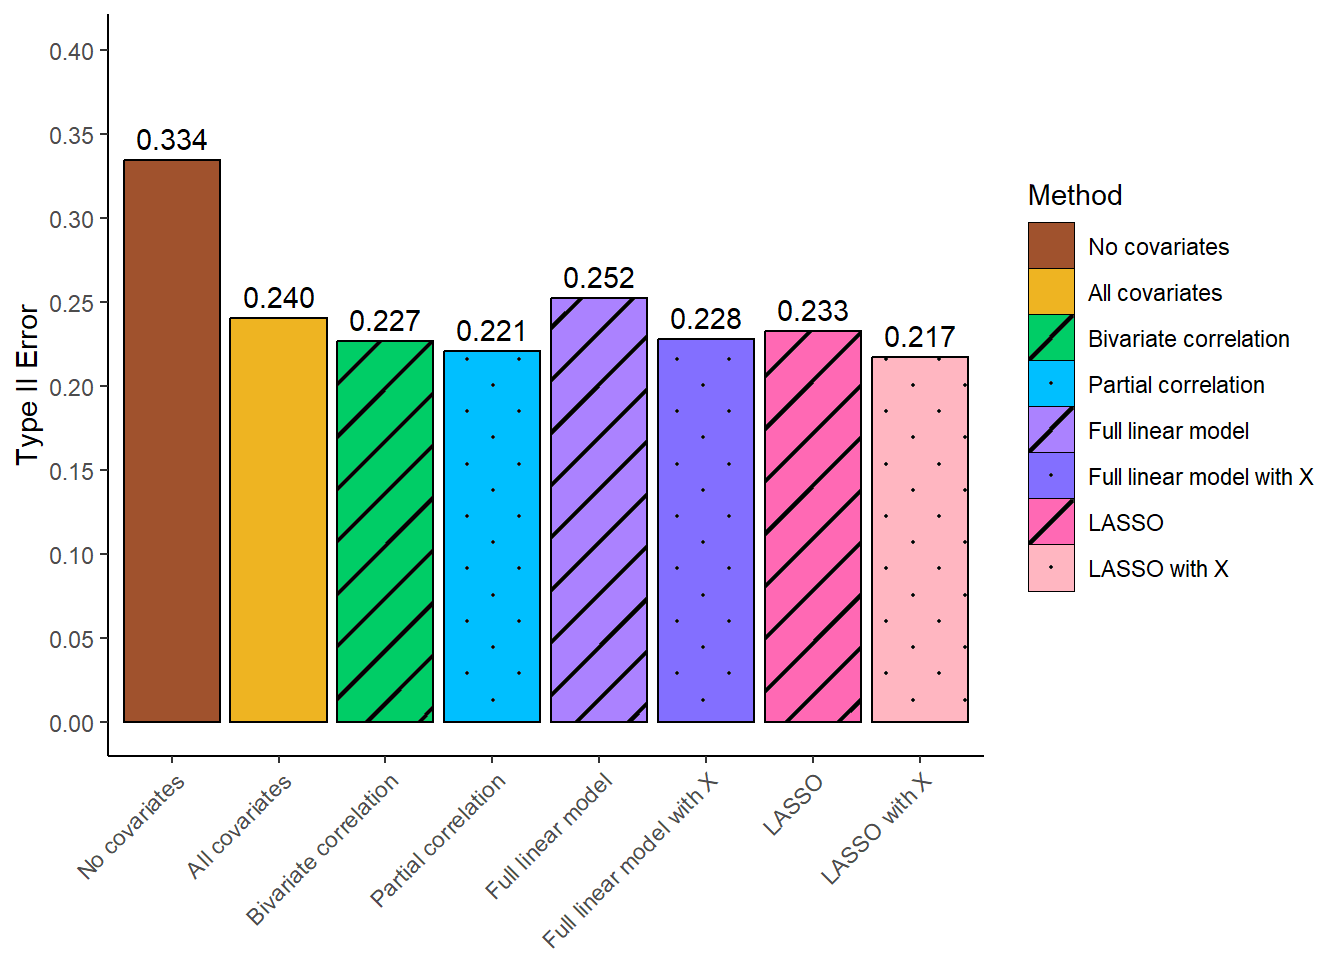 0.40
0.35
0.30
0.25
0.20
0.15
0.10
0.05
0.00
Type II Error
0.334
0.240
0.227
0.221
0.252
0.228
0.233
0.217
No covariates
All covariates
Bivariate correlation
Partial correlation
Full linear model
Full linear model with X
LASSO
LASSO with X
Method
No covariates
All covariates
Bivariate correlation
Partial correlation
Full linear model
Full linear model with X
LASSO
LASSO with X